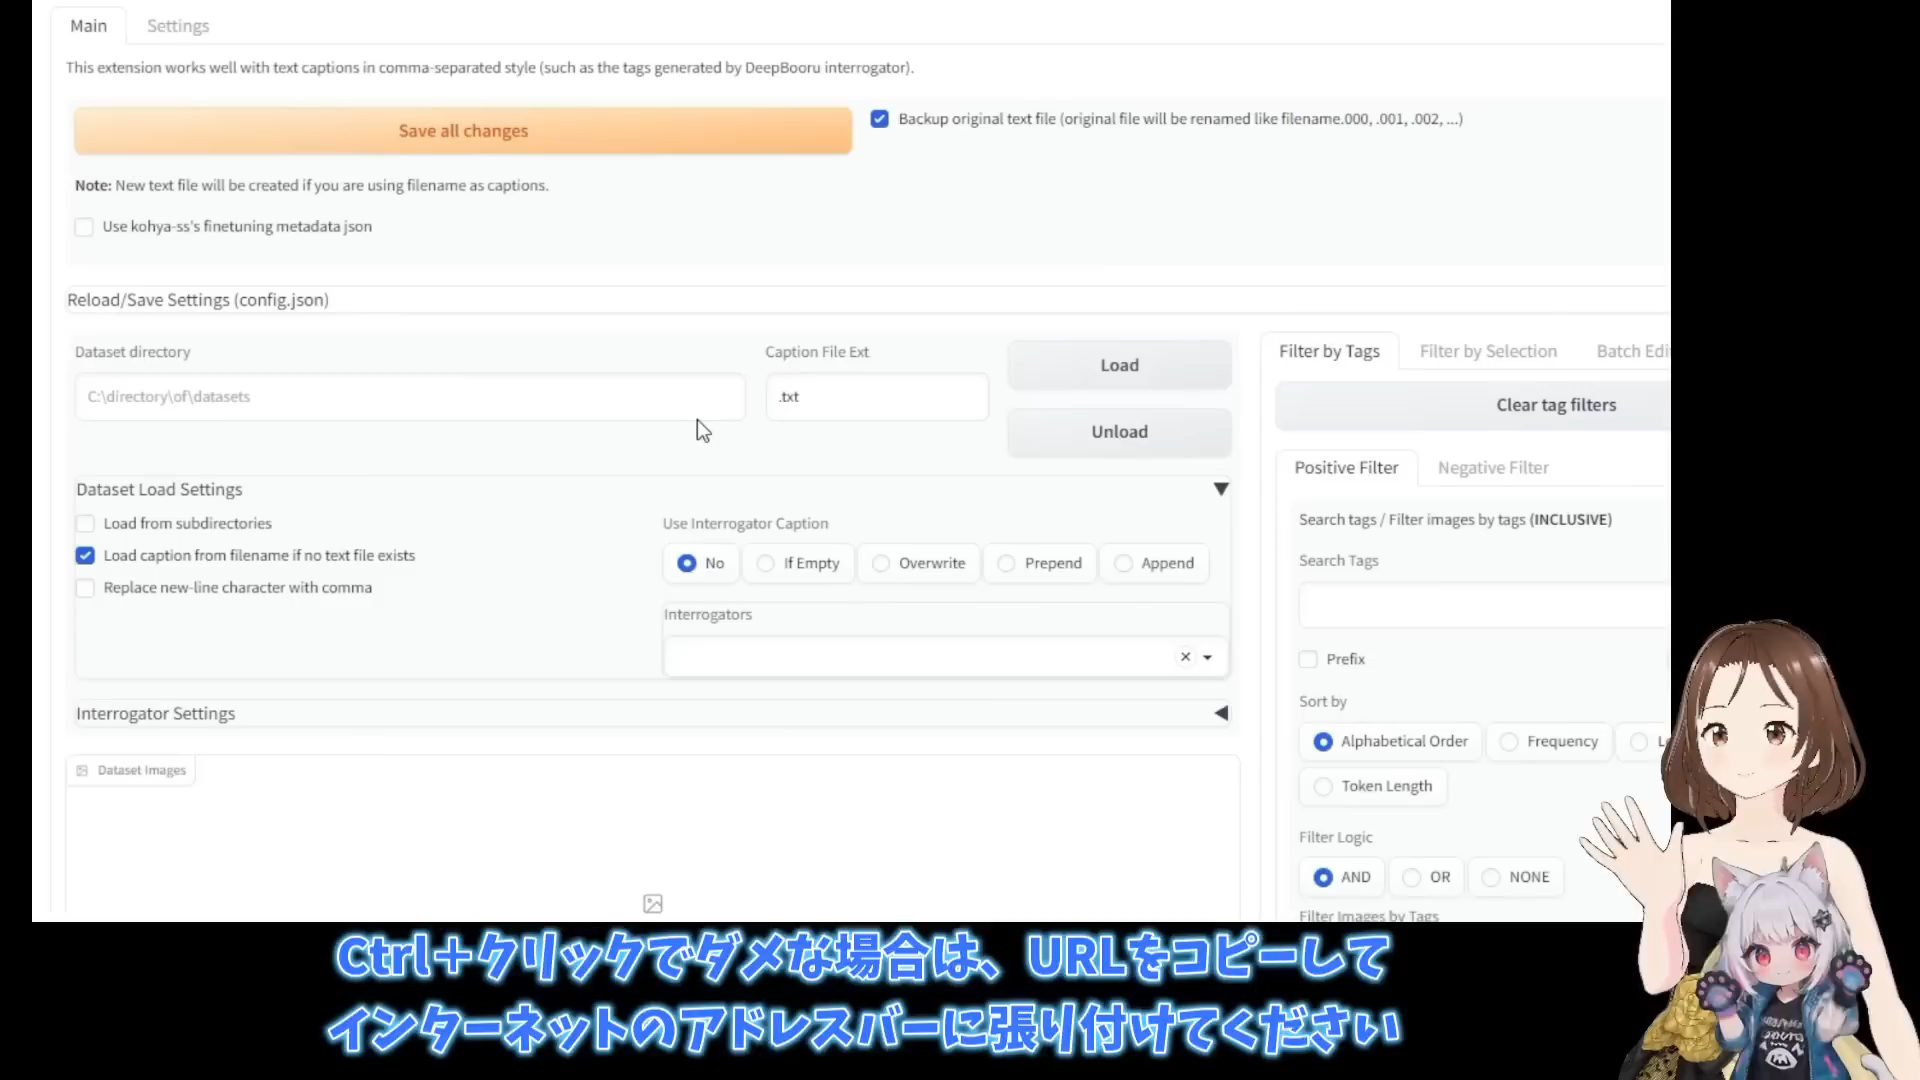 Main Settings
This extension works well with text captions in comma-separated style (such as the tags generated by DeepBooru interrogator).
Save all changes
Backup original text file (original file will be renamed like filename.000, .001, .002, ...)
Note: New text file will be created if you are using filename as captions.
Use kohya-ss's finetuning metadata json
Reload/Save Settings (config.json)
Dataset directory
C:\directory\of\datasets
Caption File Ext
.txt
Load
Unload
Dataset Load Settings
Load from subdirectories
Load caption from filename if no text file exists
Replace new-line character with comma
Use Interrogator Caption
No If Empty Overwrite Prepend Append
Interrogators
Interrogator Settings
Dataset Images
Filter by Tags Filter by Selection Batch Edi
Clear tag filters
Positive Filter Negative Filter
Search tags / Filter images by tags (INCLUSIVE)
Search Tags
Prefix
Sort by
Alphabetical Order Frequency
Token Length
Filter Logic
AND OR NONE
Filter Images by Tags
Ctrl+クリックでダメな場合は、URLをコピーして
インターネットのアドレスバーに張り付けてください